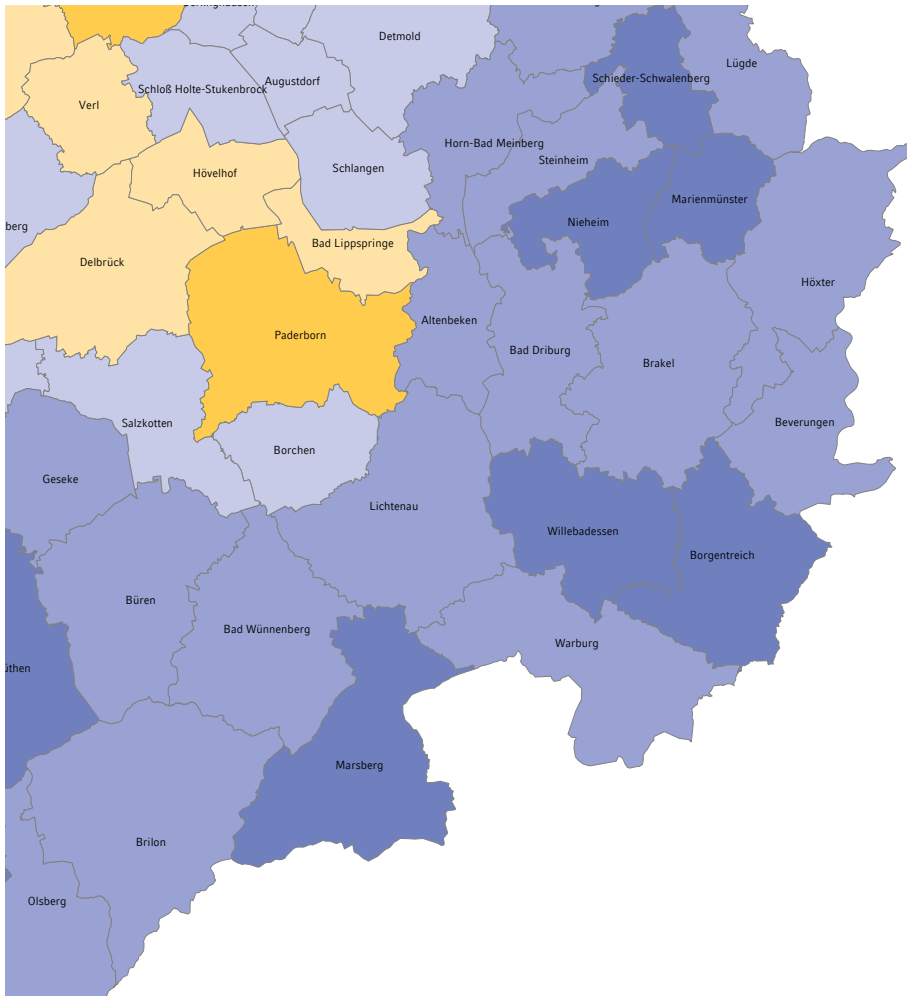 Detmold
Lügde
Schieder-Schwalenberg
Augustdorf
Schloß Holte-Stukenbrock
Verl
Horn-Bad Meinberg
Steinheim
Schlangen
Hövelhof
Marienmünster
Nieheim
berg
Bad Lippspringe
Delbrück
Höxter
Altenbeken
Paderborn
Bad Driburg
Brakel
Salzkotten
Beverungen
Borchen
Geseke
Lichtenau
Willebadessen
Borgentreich
Büren
Bad Wünnenberg
Warburg
üthen
Marsberg
Brilon
Olsberg